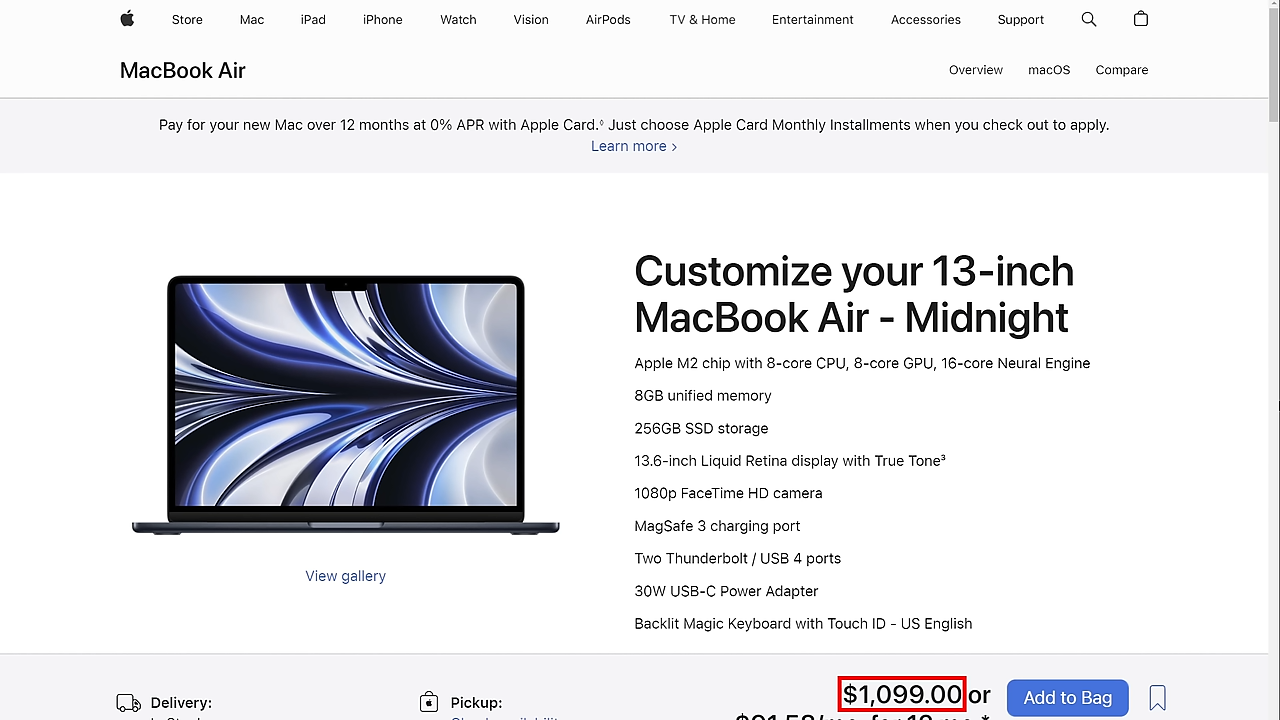 Store Mac iPad iPhone Watch Vision AirPods TV & Home Entertainment Accessories Support
MacBook Air
Overview macOS Compare
Pay for your new Mac over 12 months at 0% APR with Apple Card.◊ Just choose Apple Card Monthly Installments when you check out to apply.
Learn more >
Customize your 13-inch
MacBook Air - Midnight
Apple M2 chip with 8-core CPU, 8-core GPU, 16-core Neural Engine
8GB unified memory
256GB SSD storage
13.6-inch Liquid Retina display with True Tone³
1080p FaceTime HD camera
MagSafe 3 charging port
Two Thunderbolt / USB 4 ports
30W USB-C Power Adapter
Backlit Magic Keyboard with Touch ID - US English
View gallery
Delivery:
Pickup:
$1,099.00 or
Add to Bag